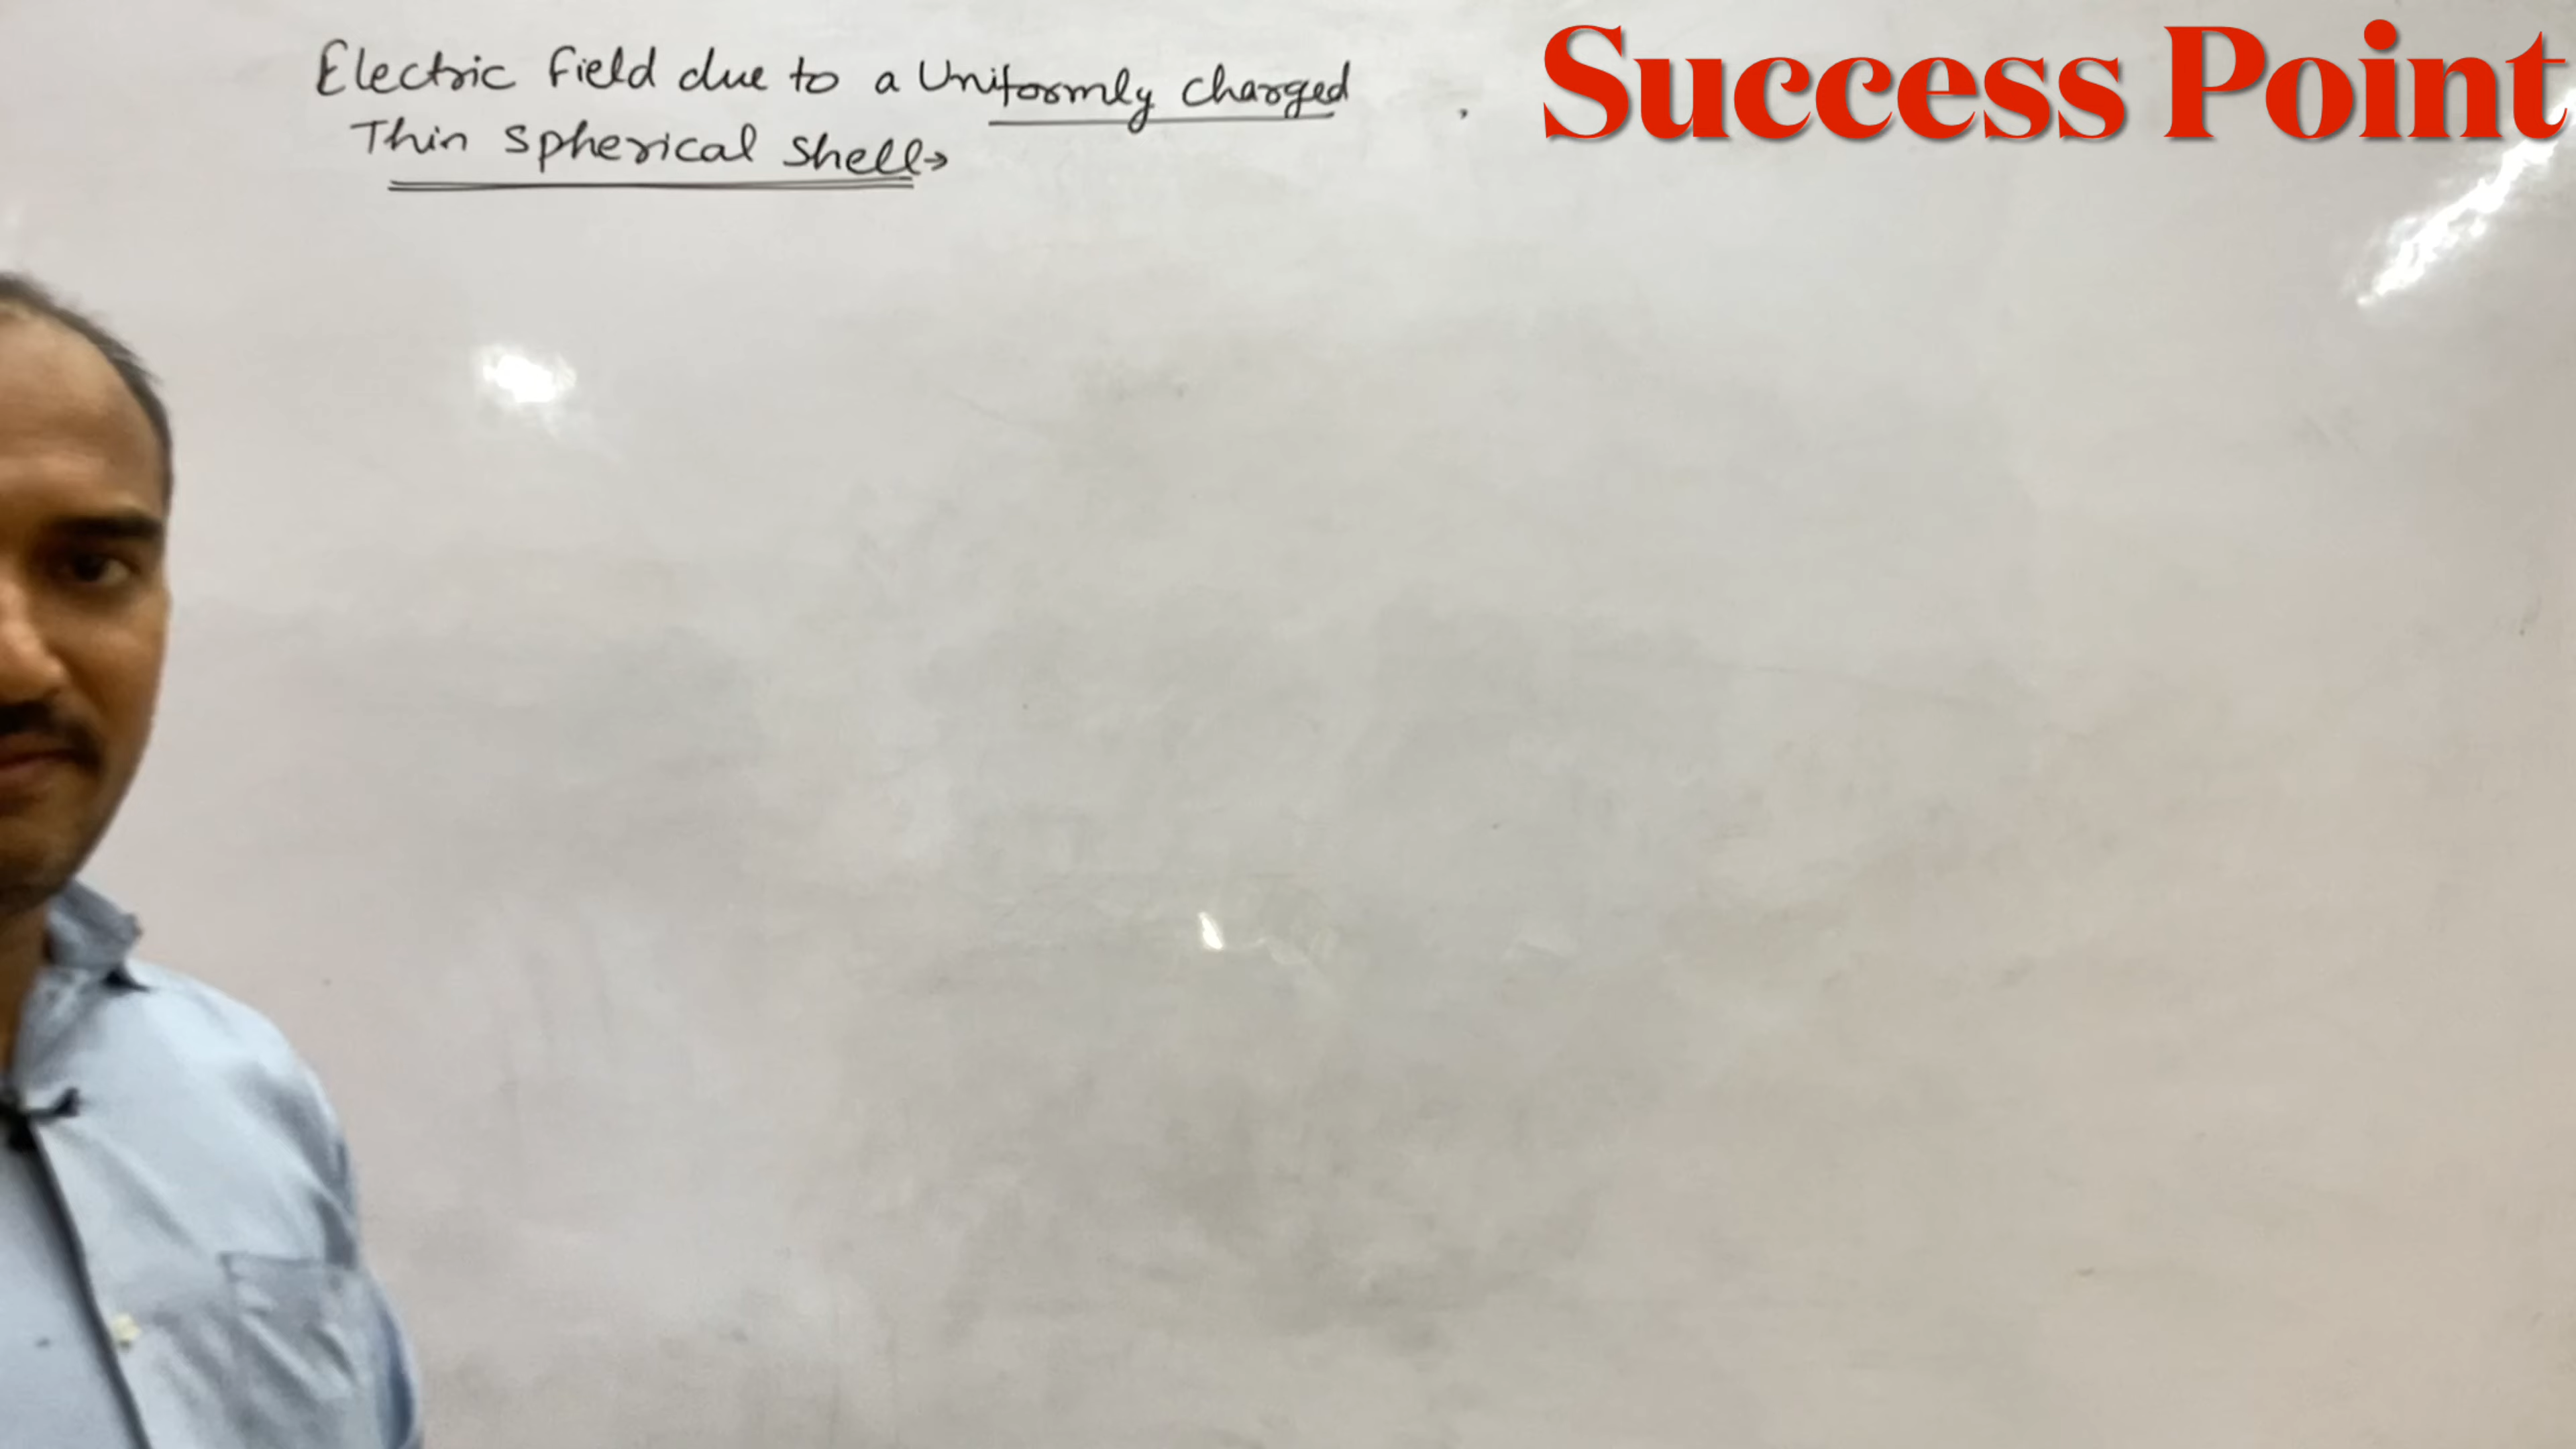 Electric Field due to a Uniformly charged
Thin Spherical Shell→
Success Point